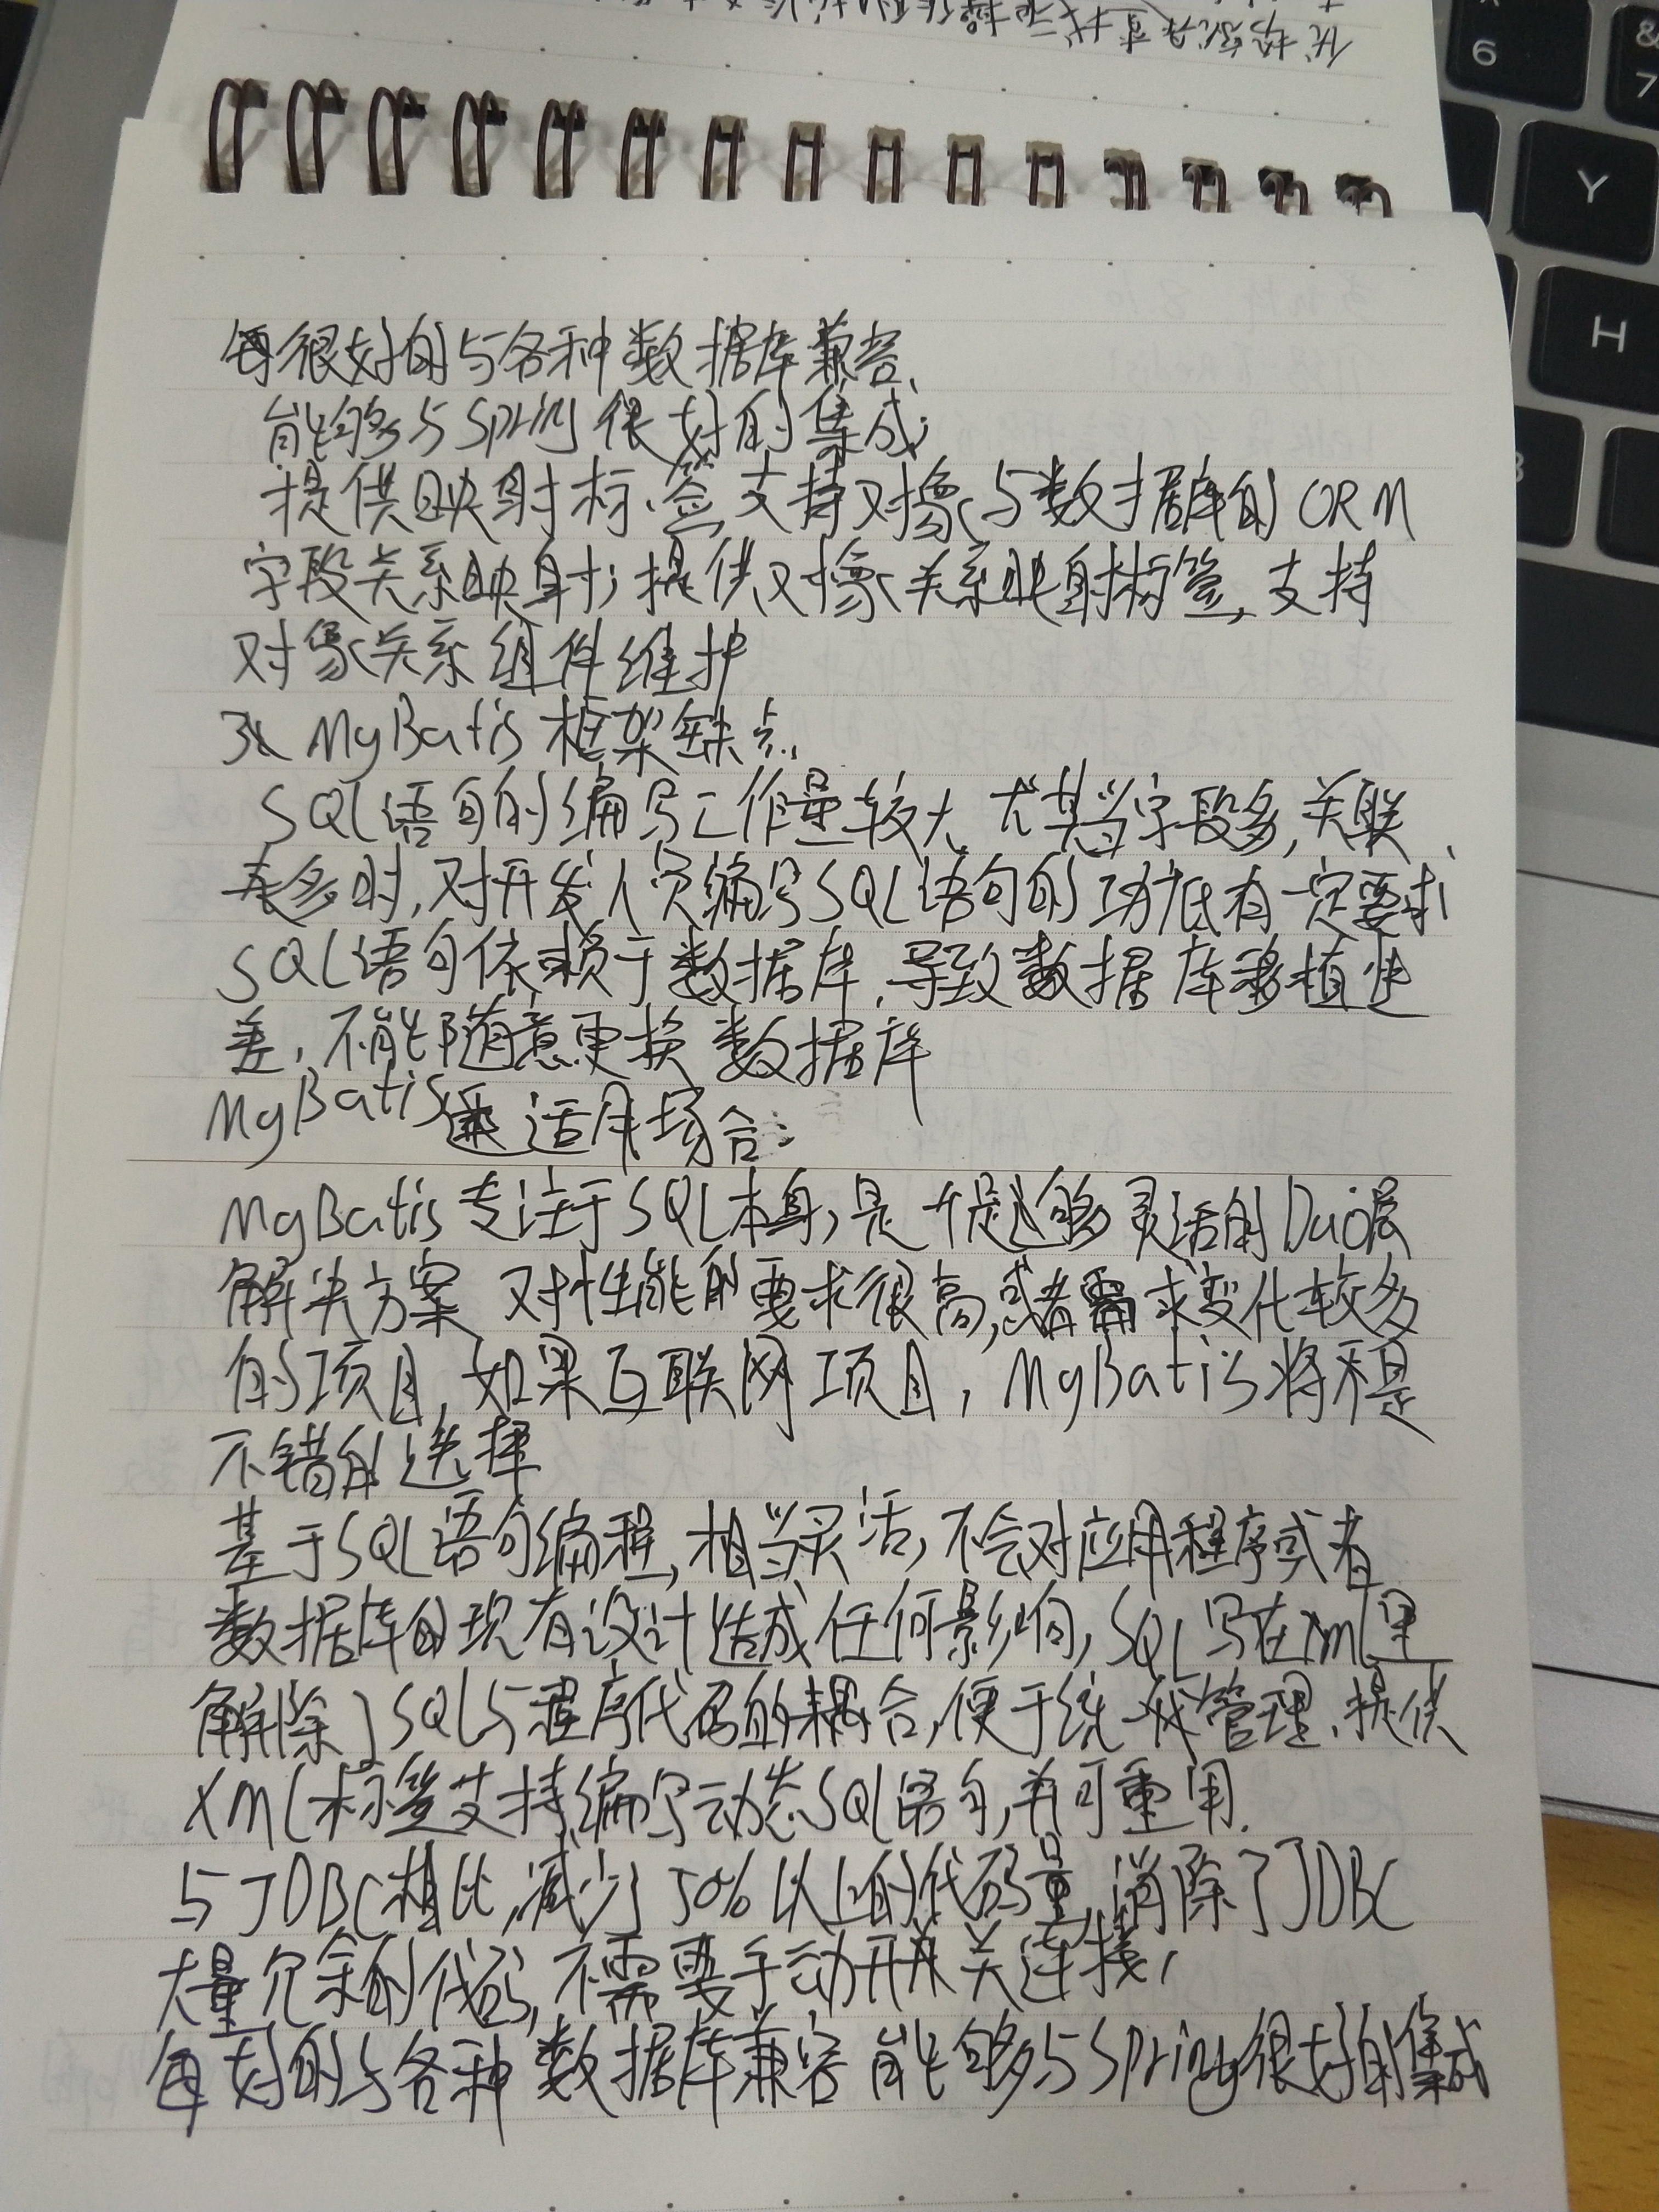 很好的与各种数据库兼容、
能够与Spring很好的集成;
提供映射标签,支持对象与数据库的ORM
字段关系映射;提供对象关系映射标签,支持
对象关系组件维护
3、MyBatis框架缺点、
SQL语句的编写工作量较大,尤其当字段多,关联
表多时,对开发人员编写SQL语句的功底有一定要求
SQL语句依赖于数据库,导致数据库移植性
差,不能随意更换数据库
MyBatis适用场合:
MyBatis专注于SQL本身,是个足够灵活的Dao层
解决方案,对性能的要求很高,或者需求变化较多
的项目,如果互联网项目,MyBatis将是
不错的选择
基于SQL语句编程,相当灵活,不会对应用程序或者
数据库的现有设计造成任何影响,SQL写在xml里
解除了SQL与程序代码的耦合,便于统一管理、提供
XML标签支持编写动态SQL语句,并可重用.
与JDBC相比,减少了50%以上的代码量,消除了JDBC
大量冗余的代码,不需要手动开关连接,
好的与各种数据库兼容 能够与Spring很好的集成
6
&
7
Y
H